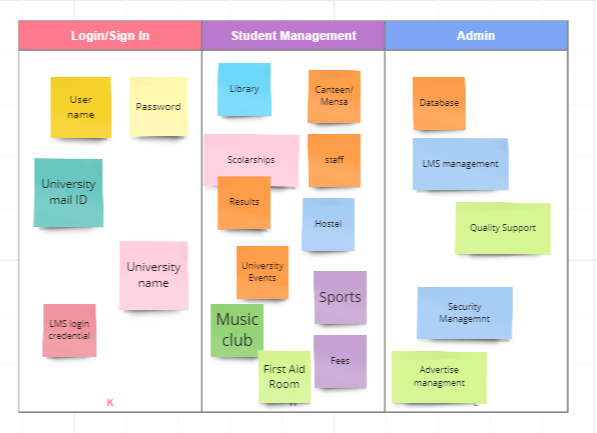 Login/Sign In
Student Management
Admin
User
name
Password
University
mail ID
University
name
LMS login
credential
K
Library
Canteen/
Mensa
Scolarships
staff
Results
Hostel
University
Events
Sports
Music
club
Fees
First Aid
Room
Database
LMS management
Quality Support
Security
Managemnt
Advertise
managment